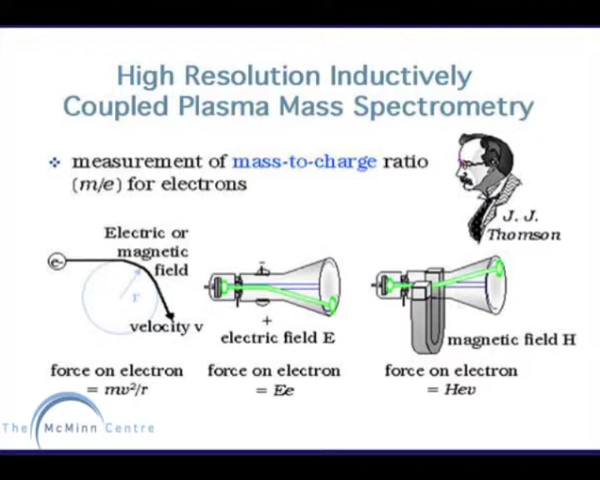 High Resolution Inductively
Coupled Plasma Mass Spectrometry
❖ measurement of mass-to-charge ratio
(m/e) for electrons
J. J.
Thomson
Electric or
magnetic
field
e-
r
velocity v
-
+
electric field E
magnetic field H
force on electron
= mv²/r
force on electron
= Ee
force on electron
= Hev
The McMinn Centre